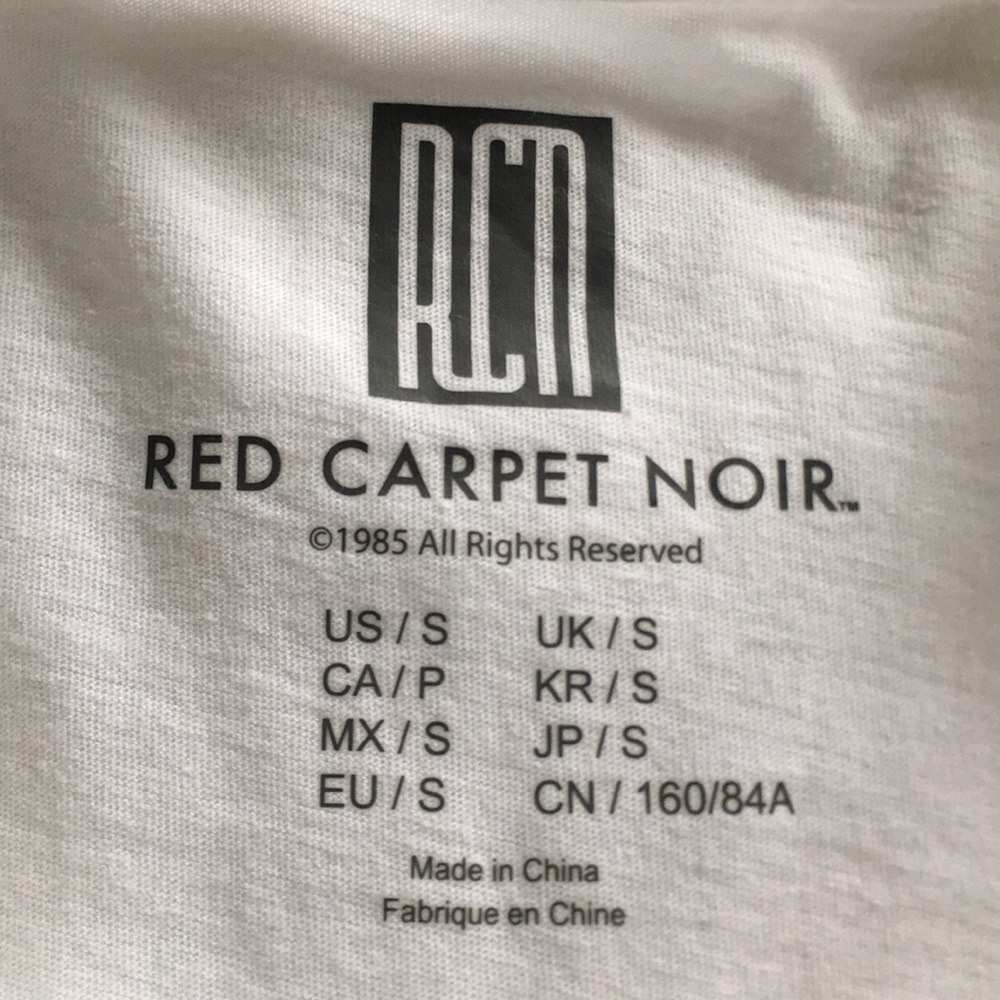 RCN
RED CARPET NOIR™
©1985 All Rights Reserved
US / S UK / S
CA / P KR / S
MX / S JP / S
EU / S CN / 160/84A
Made in China
Fabrique en Chine